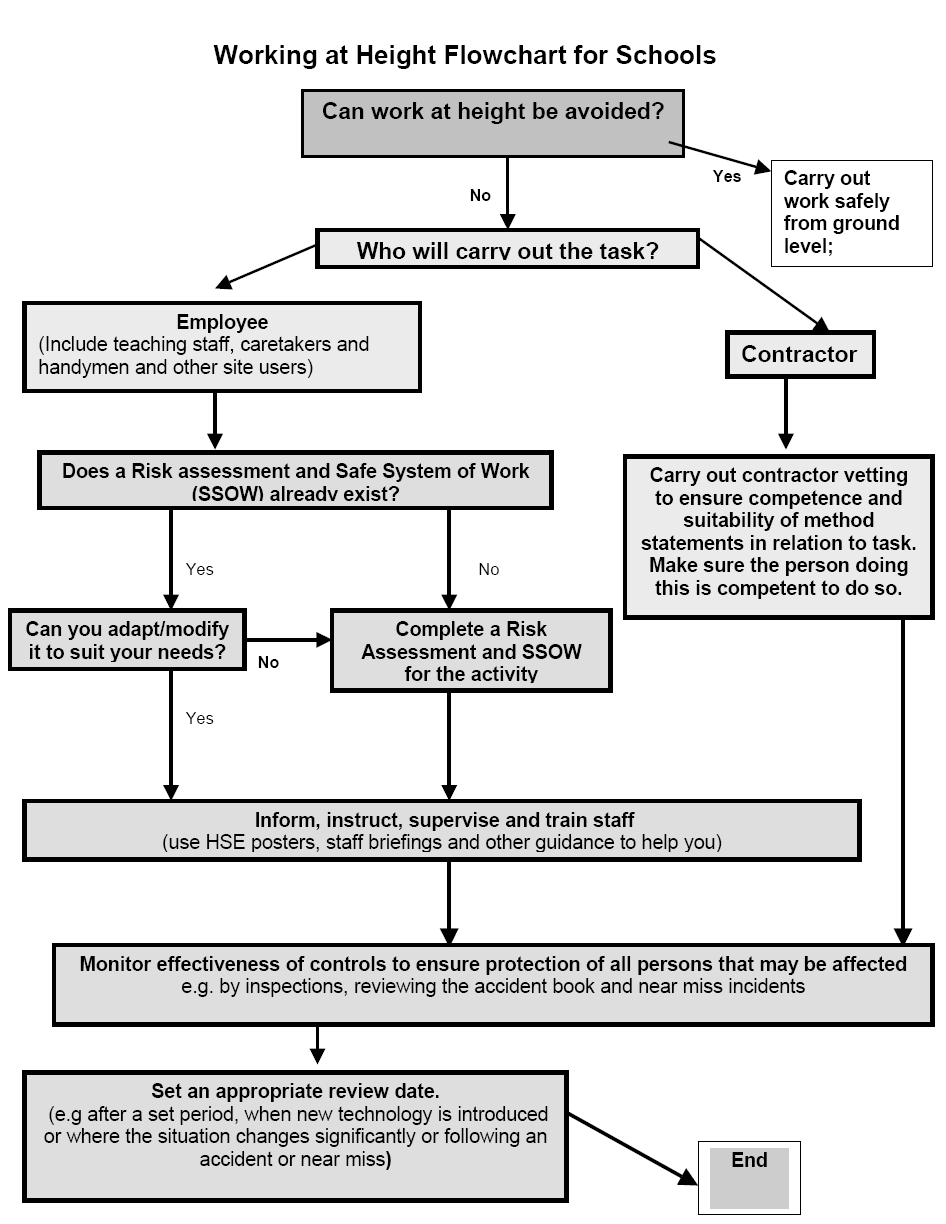 Working at Height Flowchart for Schools
Can work at height be avoided?
Yes
No
Carry out
work safely
from ground
level;
Who will carry out the task?
Employee
(Include teaching staff, caretakers and
handymen and other site users)
Contractor
Does a Risk assessment and Safe System of Work
(SSOW) already exist?
Carry out contractor vetting
to ensure competence and
suitability of method
statements in relation to task.
Make sure the person doing
this is competent to do so.
Yes
No
Can you adapt/modify
it to suit your needs?
No
Complete a Risk
Assessment and SSOW
for the activity
Yes
Inform, instruct, supervise and train staff
(use HSE posters, staff briefings and other guidance to help you)
Monitor effectiveness of controls to ensure protection of all persons that may be affected
e.g. by inspections, reviewing the accident book and near miss incidents
Set an appropriate review date.
(e.g after a set period, when new technology is introduced
or where the situation changes significantly or following an
accident or near miss)
End